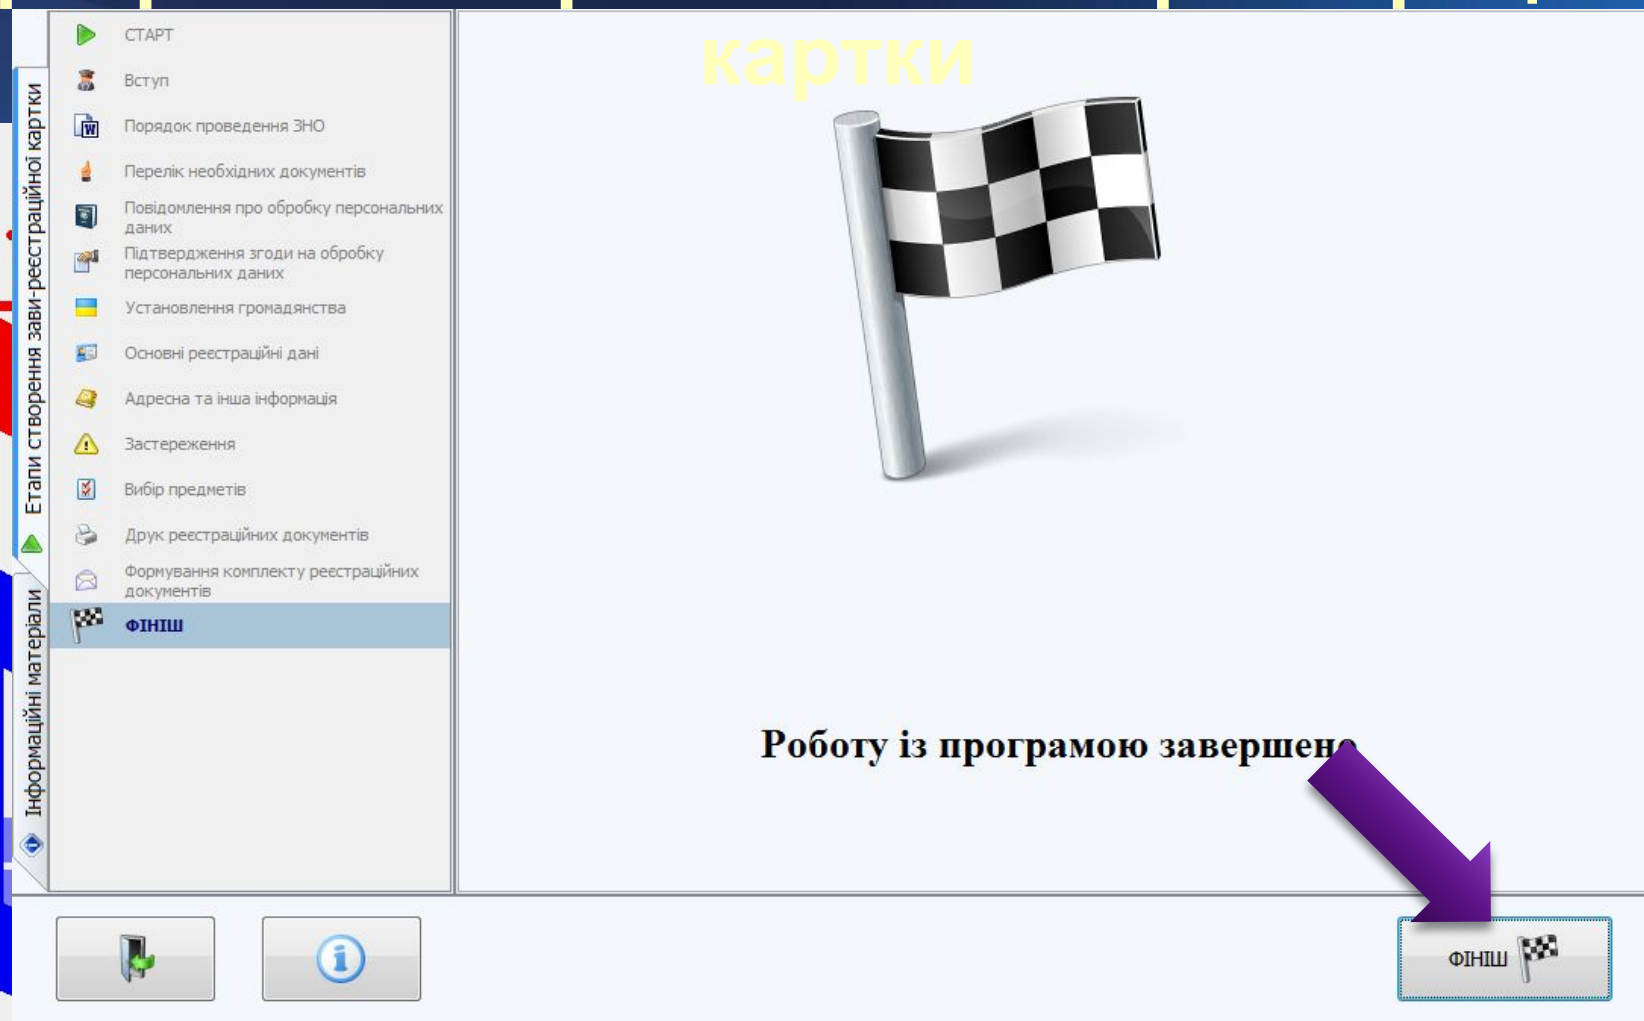 картки
СТАРТ
Вступ
Порядок проведення ЗНО
Перелік необхідних документів
Повідомлення про обробку персональних
даних
Підтвердження згоди на обробку
персональних даних
Установлення громадянства
Основні реєстраційні дані
Адресна та інша інформація
Застереження
Вибір предметів
Друк реєстраційних документів
Формування комплекту реєстраційних
документів
ФІНІШ
Етапи створення зави-реєстраційної картки
Інформаційні матеріали
Роботу із програмою завершено
ФІНІШ